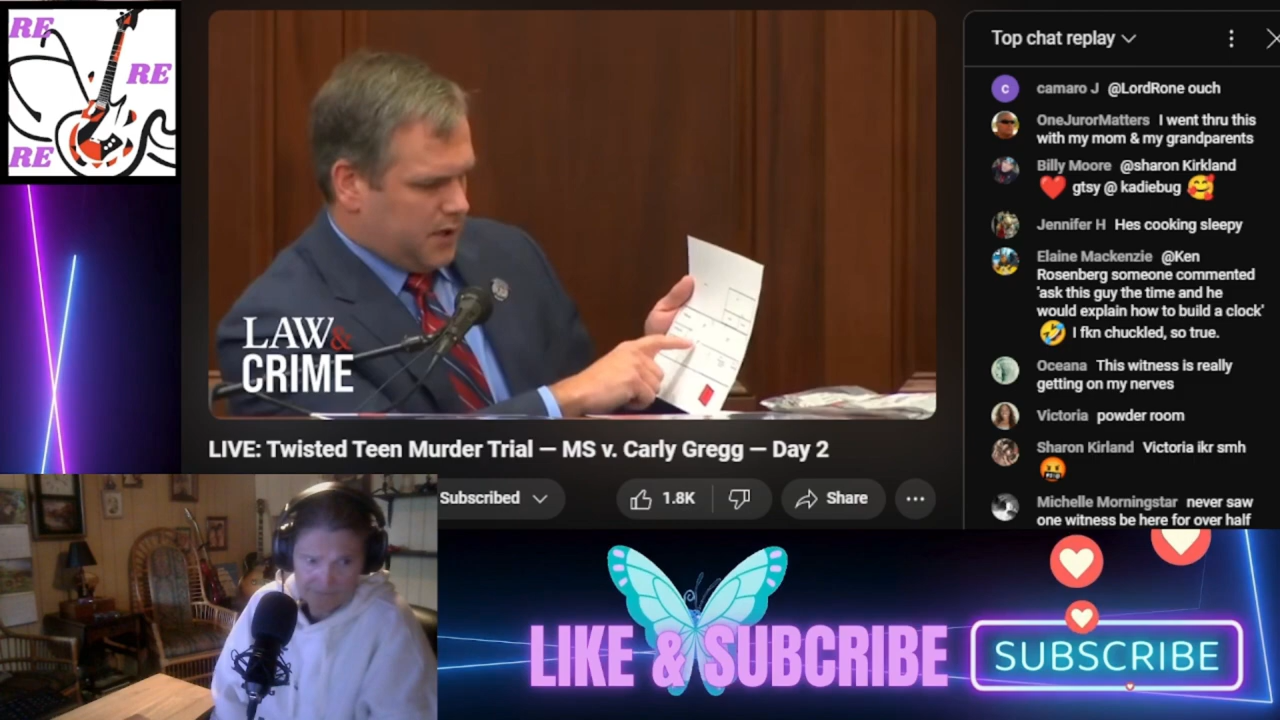 RE
RE
RE
LAW&
CRIME
LIVE: Twisted Teen Murder Trial — MS v. Carly Gregg — Day 2
Subscribed
1.8K
Share
Top chat replay
c
camaro J @LordRone ouch
OneJurorMatters I went thru this
with my mom & my grandparents
Billy Moore @sharon Kirkland
❤️ gtsy @ kadiebug 🥰
Jennifer H Hes cooking sleepy
Elaine Mackenzie @Ken
Rosenberg someone commented
'ask this guy the time and he
would explain how to build a clock'
🤣 I fkn chuckled, so true.
Oceana This witness is really
getting on my nerves
Victoria powder room
Sharon Kirland Victoria ikr smh
🤬
Michelle Morningstar never saw
one witness be here for over half
LIKE & SUBCRIBE
SUBSCRIBE